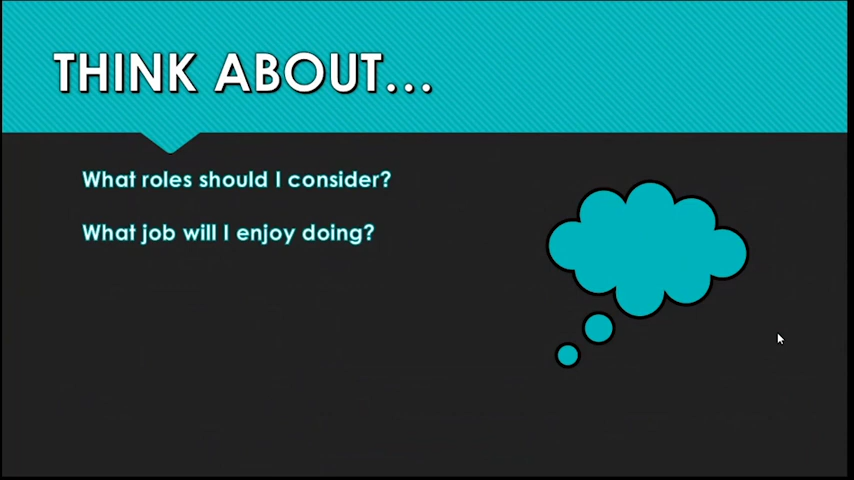 THINK ABOUT...
What roles should I consider?
What job will I enjoy doing?